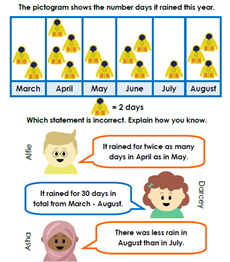 The pictogram shows the number days it rained this year.
March April May June July August
= 2 days
Which statement is incorrect. Explain how you know.
Alfie
It rained for twice as many
days in April as in May.
It rained for 30 days in
total from March - August.
Darcey
Asha
There was less rain in
August than in July.